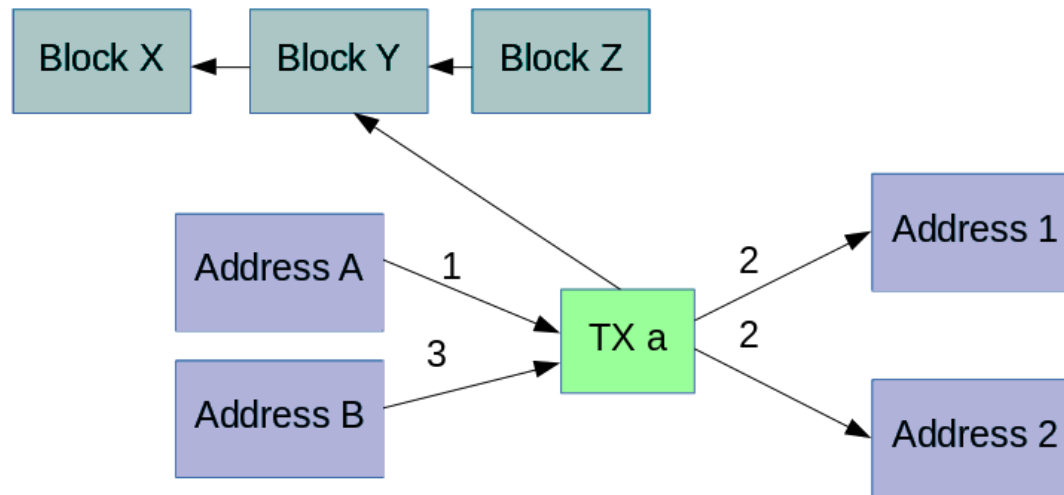 Block X
Block Y
Block Z
Address A
1
Address B
3
TX a
2
2
Address 1
Address 2